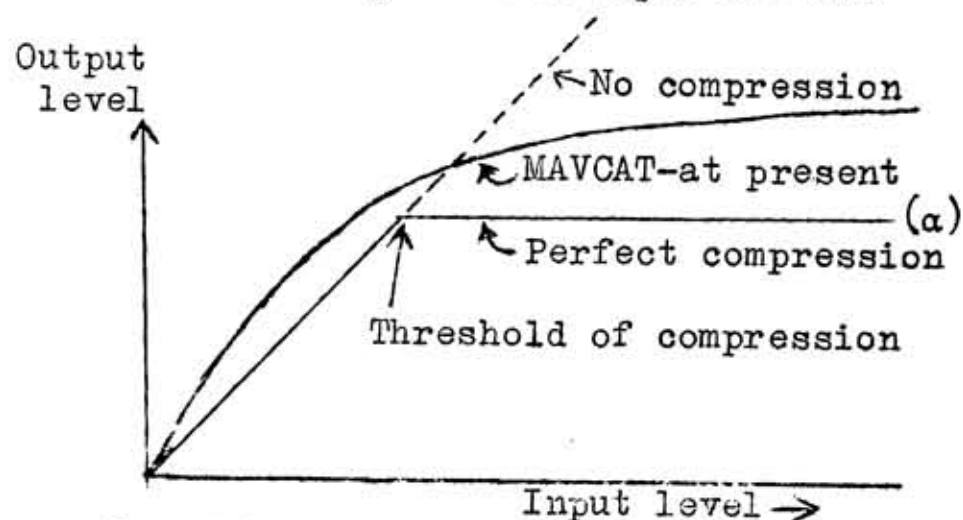 Output
level
No compression
MAVCAT-at present
(α)
Perfect compression
Threshold of compression
Input level